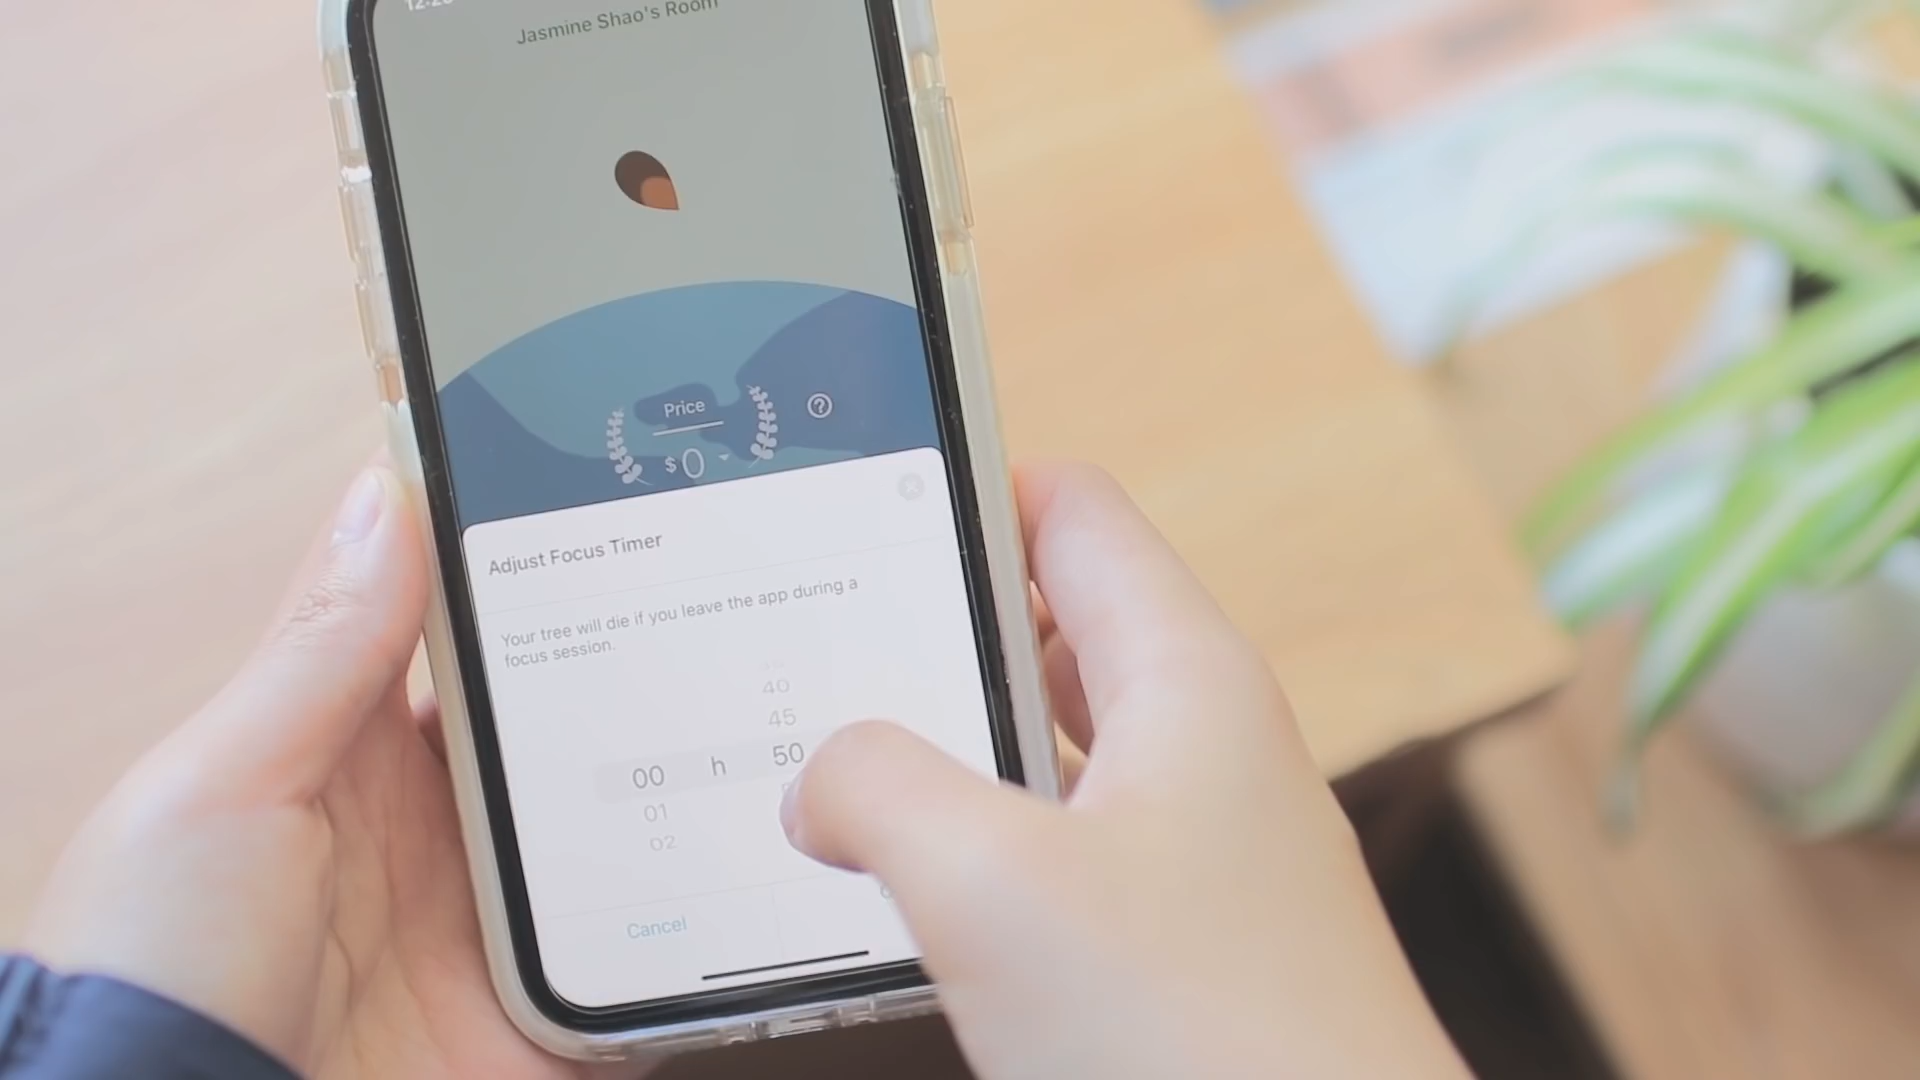 Jasmine Shao's Room
Price
$ 0
Adjust Focus Timer
Your tree will die if you leave the app during a
focus session.
40
45
00 h 50
01
02
Cancel